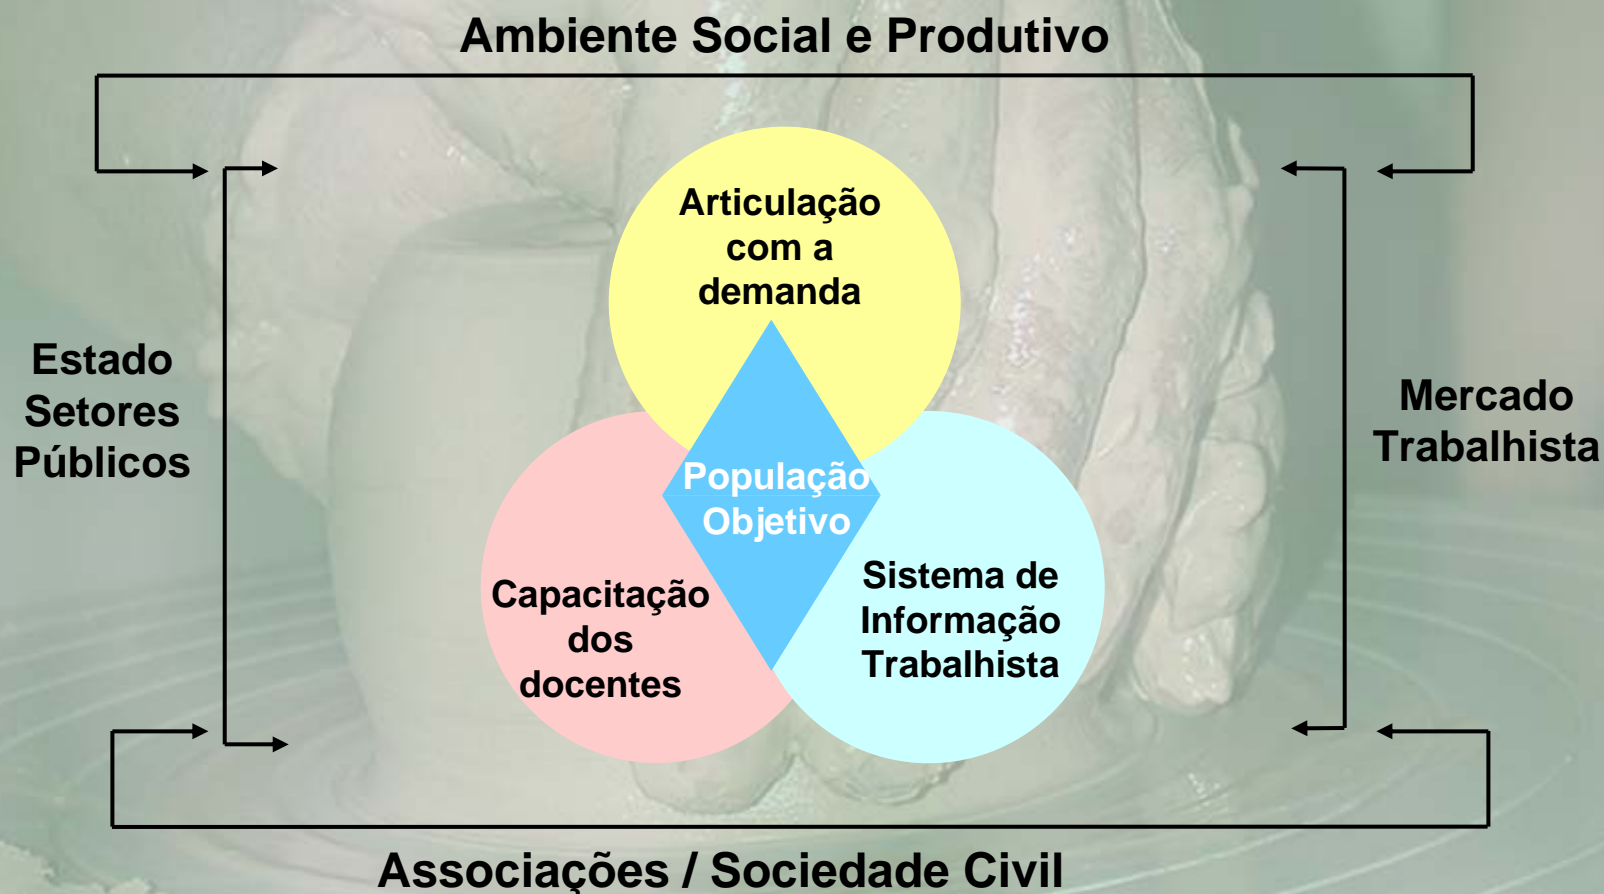 Ambiente Social e Produtivo
Articulação
com a
demanda
Estado
Setores
Públicos
Mercado
Trabalhista
População
Objetivo
Capacitação
dos
docentes
Sistema de
Informação
Trabalhista
Associações / Sociedade Civil